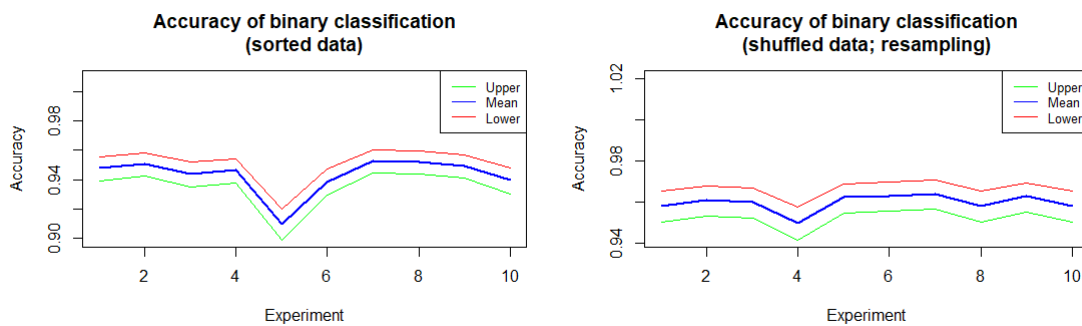 Accuracy of binary classification
(sorted data)
Accuracy
0.98
0.94
0.90
Upper
Mean
Lower
2 4 6 8 10
Experiment
Accuracy of binary classification
(shuffled data; resampling)
Accuracy
1.02
0.98
0.94
Upper
Mean
Lower
2 4 6 8 10
Experiment